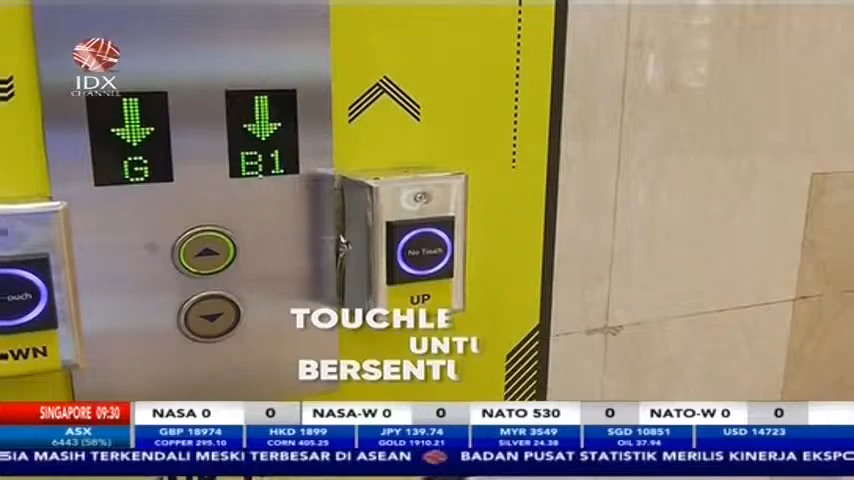 IDX
CHANNEL
G
B1
No Touch
UP
ouch
WN
TOUCHLE
UNTU
BERSENTU
SINGAPORE 09:30
NASA 0 0 NASA-W 0 0 NATO 530 0 NATO-W 0 0
ASX
6443 (58%)
GBP 18974 HKD 1899 JPY 139.74 MYR 3549 SGD 10851 USD 14723
COPPER 295.10 CORN 405.25 GOLD 1910.21 SILVER 24.38 OIL 37.94
SIA MASIH TERKENDALI MESKI TERBESAR DI ASEAN BADAN PUSAT STATISTIK MERILIS KINERJA EKSPO